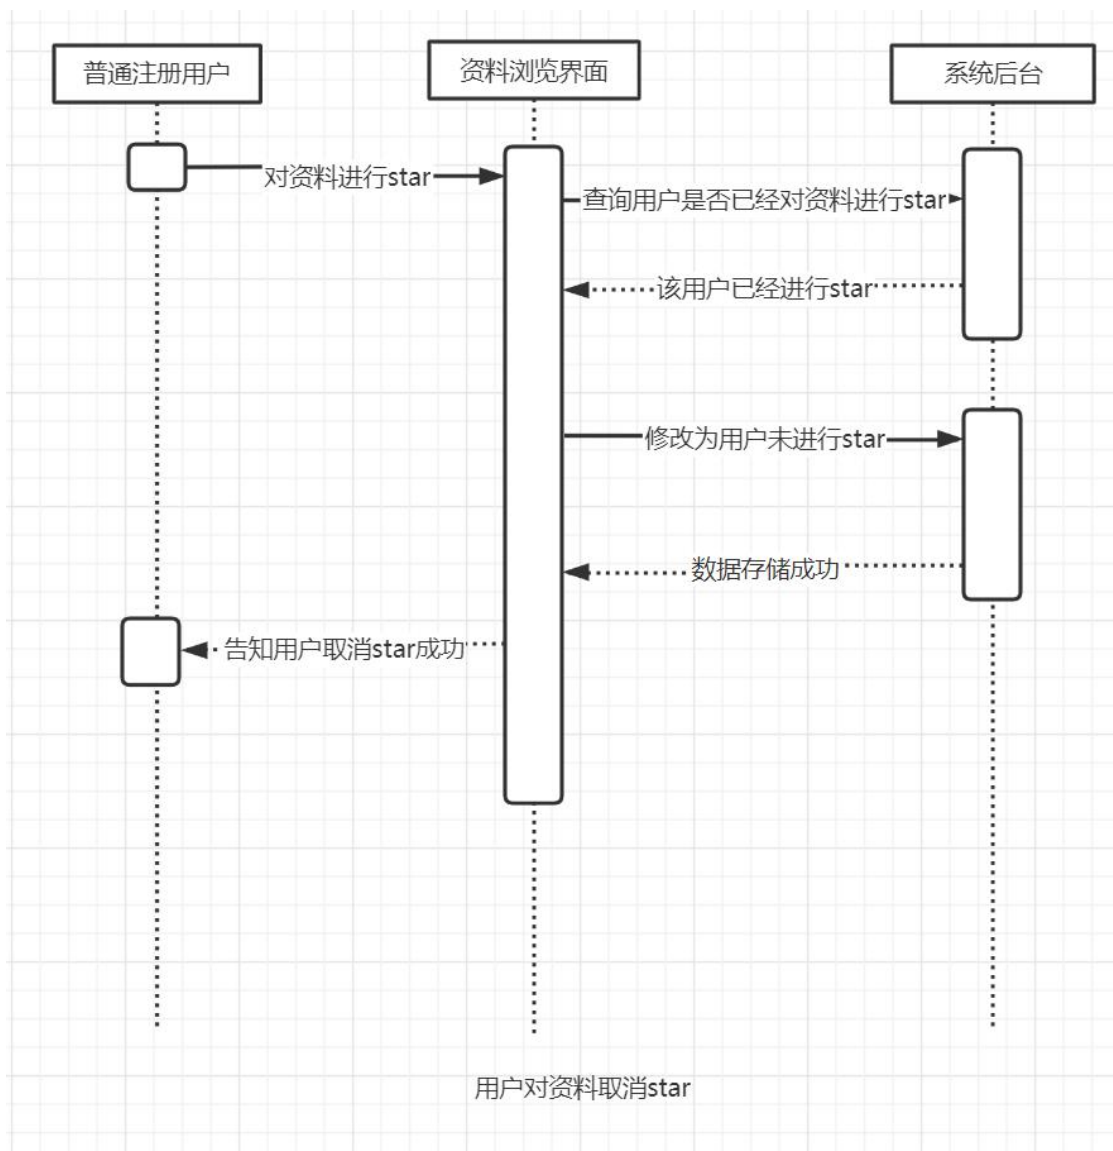 普通注册用户
资料浏览界面
系统后台
对资料进行star
查询用户是否已经对资料进行star
该用户已经进行star
修改为用户未进行star
数据存储成功
告知用户取消star成功
用户对资料取消star